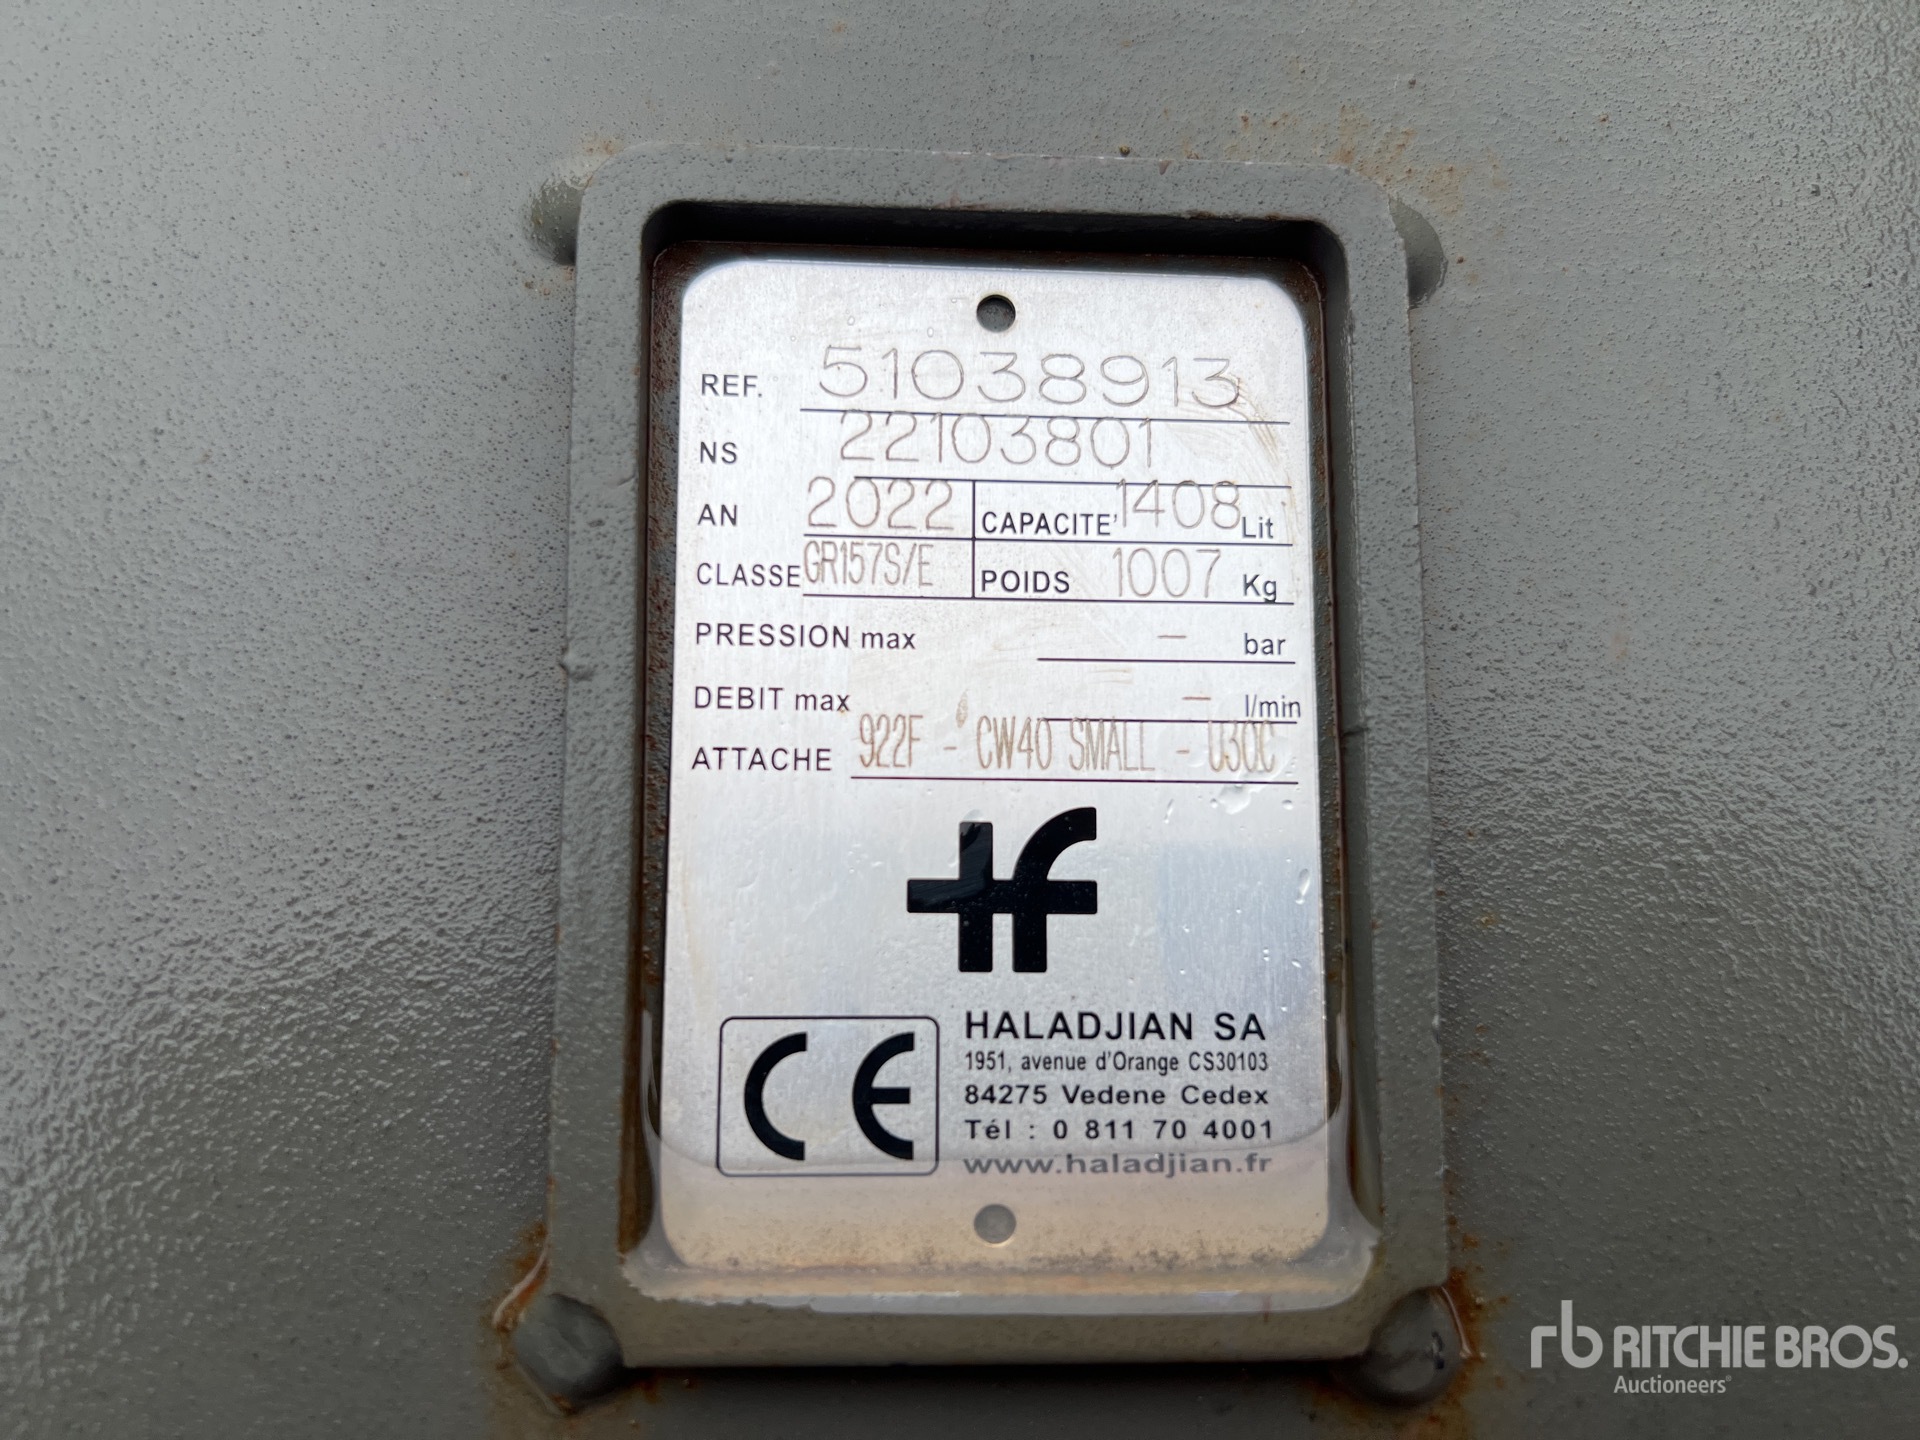 REF. 51038913
NS 22103801
AN 2022 CAPACITE' 1408 Lit
CLASSE GR157S/E POIDS 1007 Kg
PRESSION max – bar
DEBIT max – l/min
ATTACHE 922F - CW40 SMALL - U30C
HF
CE
HALADJIAN SA
1951, avenue d'Orange CS30103
84275 Vedene Cedex
Tél : 0 811 70 4001
www.haladjian.fr
rb RITCHIE BROS.
Auctioneers